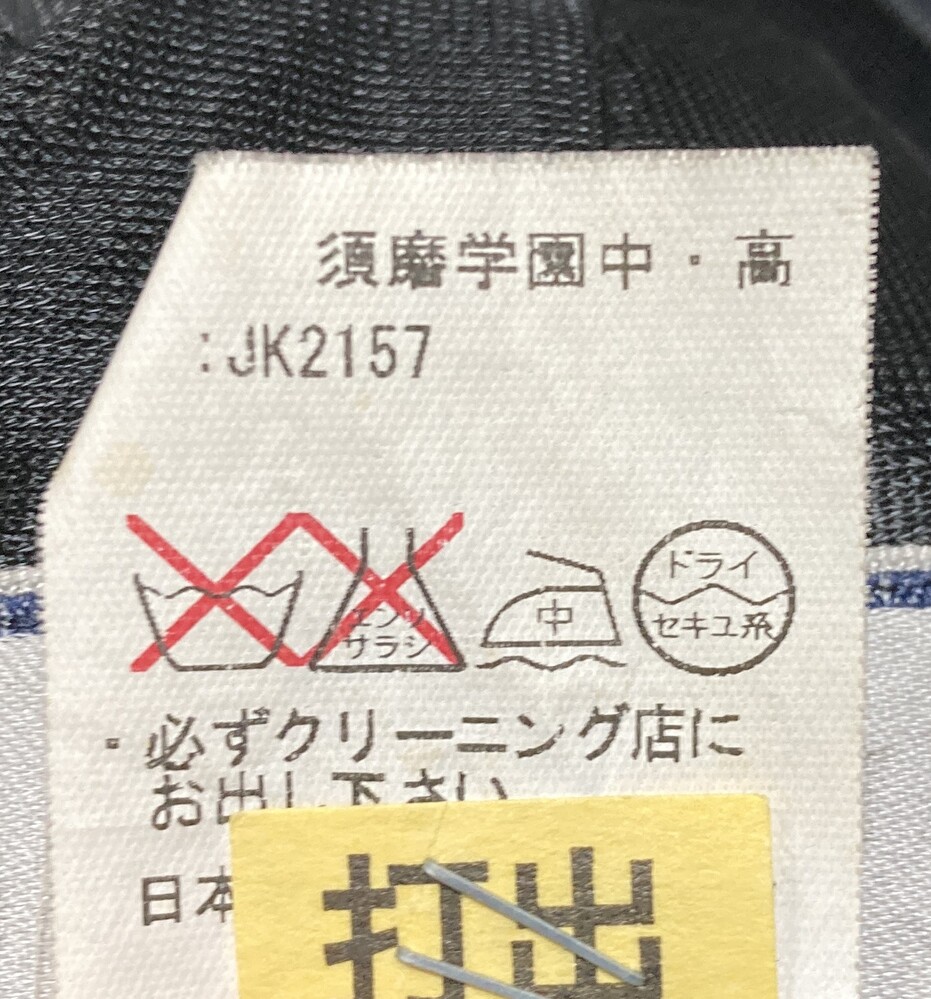 須磨学園中・高
:JK2157
エンソ
サラシ
中
ドライ
セキユ系
・必ずクリーニング店に
お出し下さい
日本
打出